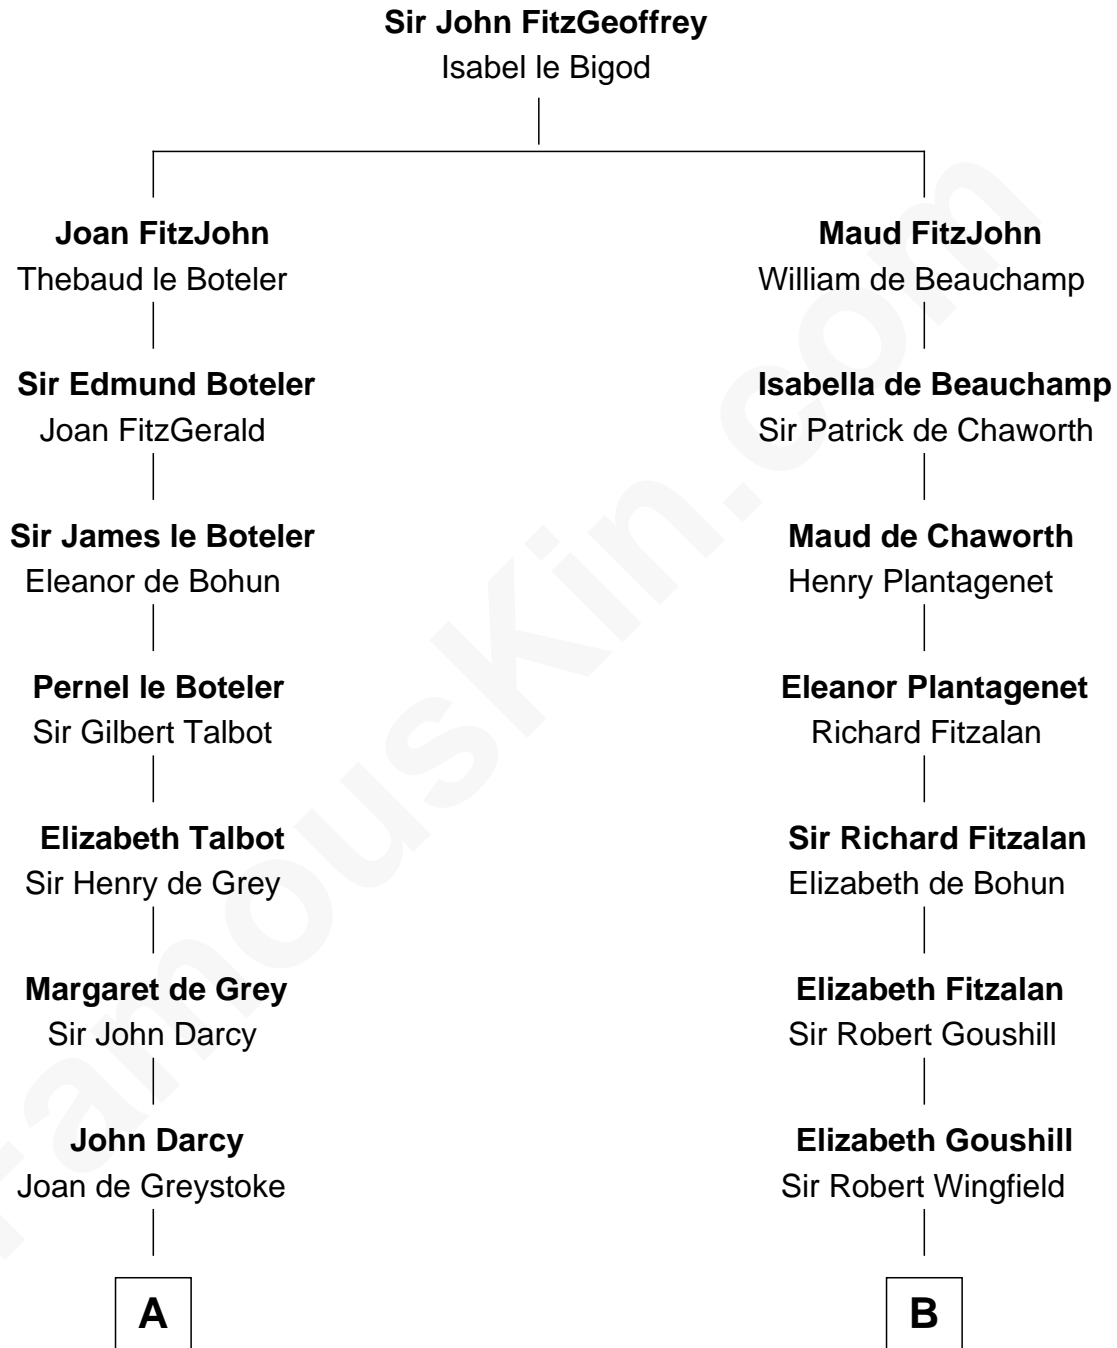 Sir John FitzGeoffrey
Isabel le Bigod
Joan FitzJohn
Thebaud le Boteler
Maud FitzJohn
William de Beauchamp
Sir Edmund Boteler
Joan FitzGerald
Isabella de Beauchamp
Sir Patrick de Chaworth
Sir James le Boteler
Eleanor de Bohun
Maud de Chaworth
Henry Plantagenet
Pernel le Boteler
Sir Gilbert Talbot
Eleanor Plantagenet
Richard Fitzalan
Elizabeth Talbot
Sir Henry de Grey
Sir Richard Fitzalan
Elizabeth de Bohun
Margaret de Grey
Sir John Darcy
Elizabeth Fitzalan
Sir Robert Goushill
John Darcy
Joan de Greystoke
Elizabeth Goushill
Sir Robert Wingfield
A
B
FamousKin.com